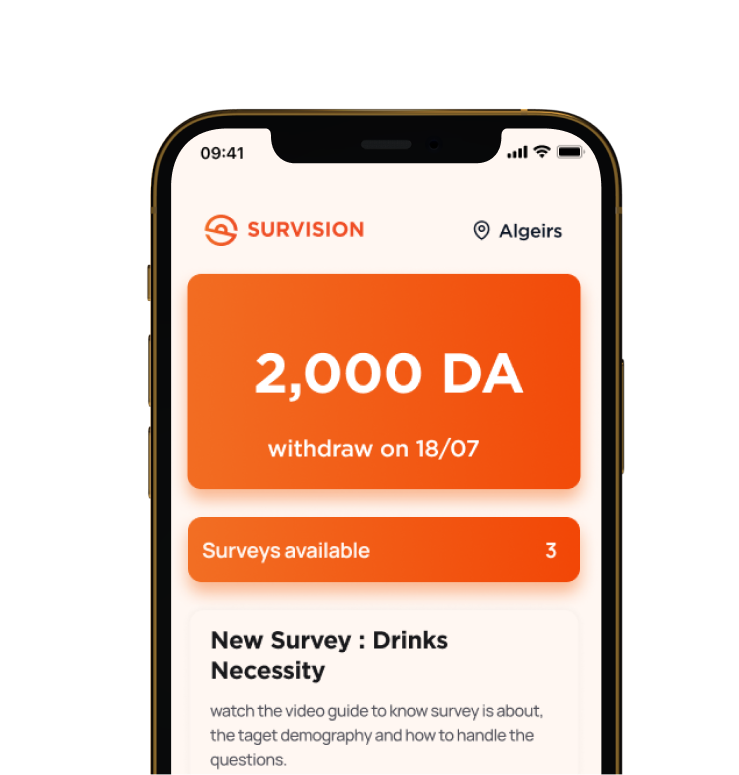 09:41
SURVISION
Algeirs
2,000 DA
withdraw on 18/07
Surveys available 3
New Survey : Drinks
Necessity
watch the video guide to know survey is about,
the taget demography and how to handle the
questions.